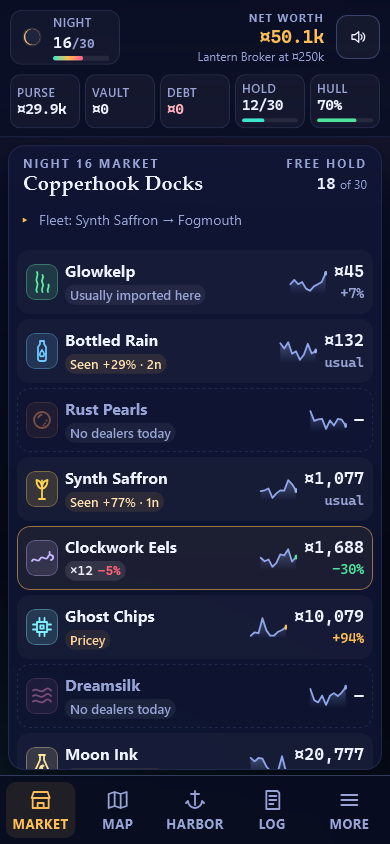 NIGHT
16/30
NET WORTH
¤50.1k
Lantern Broker at ¤250k
PURSE
¤29.9k
VAULT
¤0
DEBT
¤0
HOLD
12/30
HULL
70%
NIGHT 16 MARKET
Copperhook Docks
FREE HOLD
18 of 30
Fleet: Synth Saffron → Fogmouth
Glowkelp
Usually imported here
¤45
+7%
Bottled Rain
Seen +29% · 2n
¤132
usual
Rust Pearls
No dealers today
—
Synth Saffron
Seen +77% · 1n
¤1,077
usual
Clockwork Eels
×12 −5%
¤1,688
−30%
Ghost Chips
Pricey
¤10,079
+94%
Dreamsilk
No dealers today
—
Moon Ink
¤20,777
MARKET
MAP
HARBOR
LOG
MORE